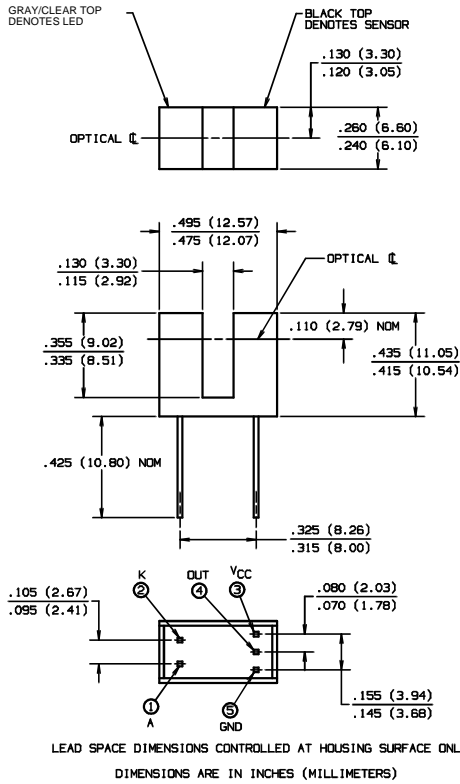 GRAY/CLEAR TOP
DENOTES LED
BLACK TOP
DENOTES SENSOR
.130 (3.30)
.120 (3.05)
OPTICAL ℄
.260 (6.60)
.240 (6.10)
.495 (12.57)
.475 (12.07)
.130 (3.30)
.115 (2.92)
OPTICAL ℄
.110 (2.79) NOM
.355 (9.02)
.335 (8.51)
.435 (11.05)
.415 (10.54)
.425 (10.80) NOM
.325 (8.26)
.315 (8.00)
K
2
OUT
4
VCC
3
.105 (2.67)
.095 (2.41)
.080 (2.03)
.070 (1.78)
1
A
5
GND
.155 (3.94)
.145 (3.68)
LEAD SPACE DIMENSIONS CONTROLLED AT HOUSING SURFACE ONL
DIMENSIONS ARE IN INCHES (MILLIMETERS)